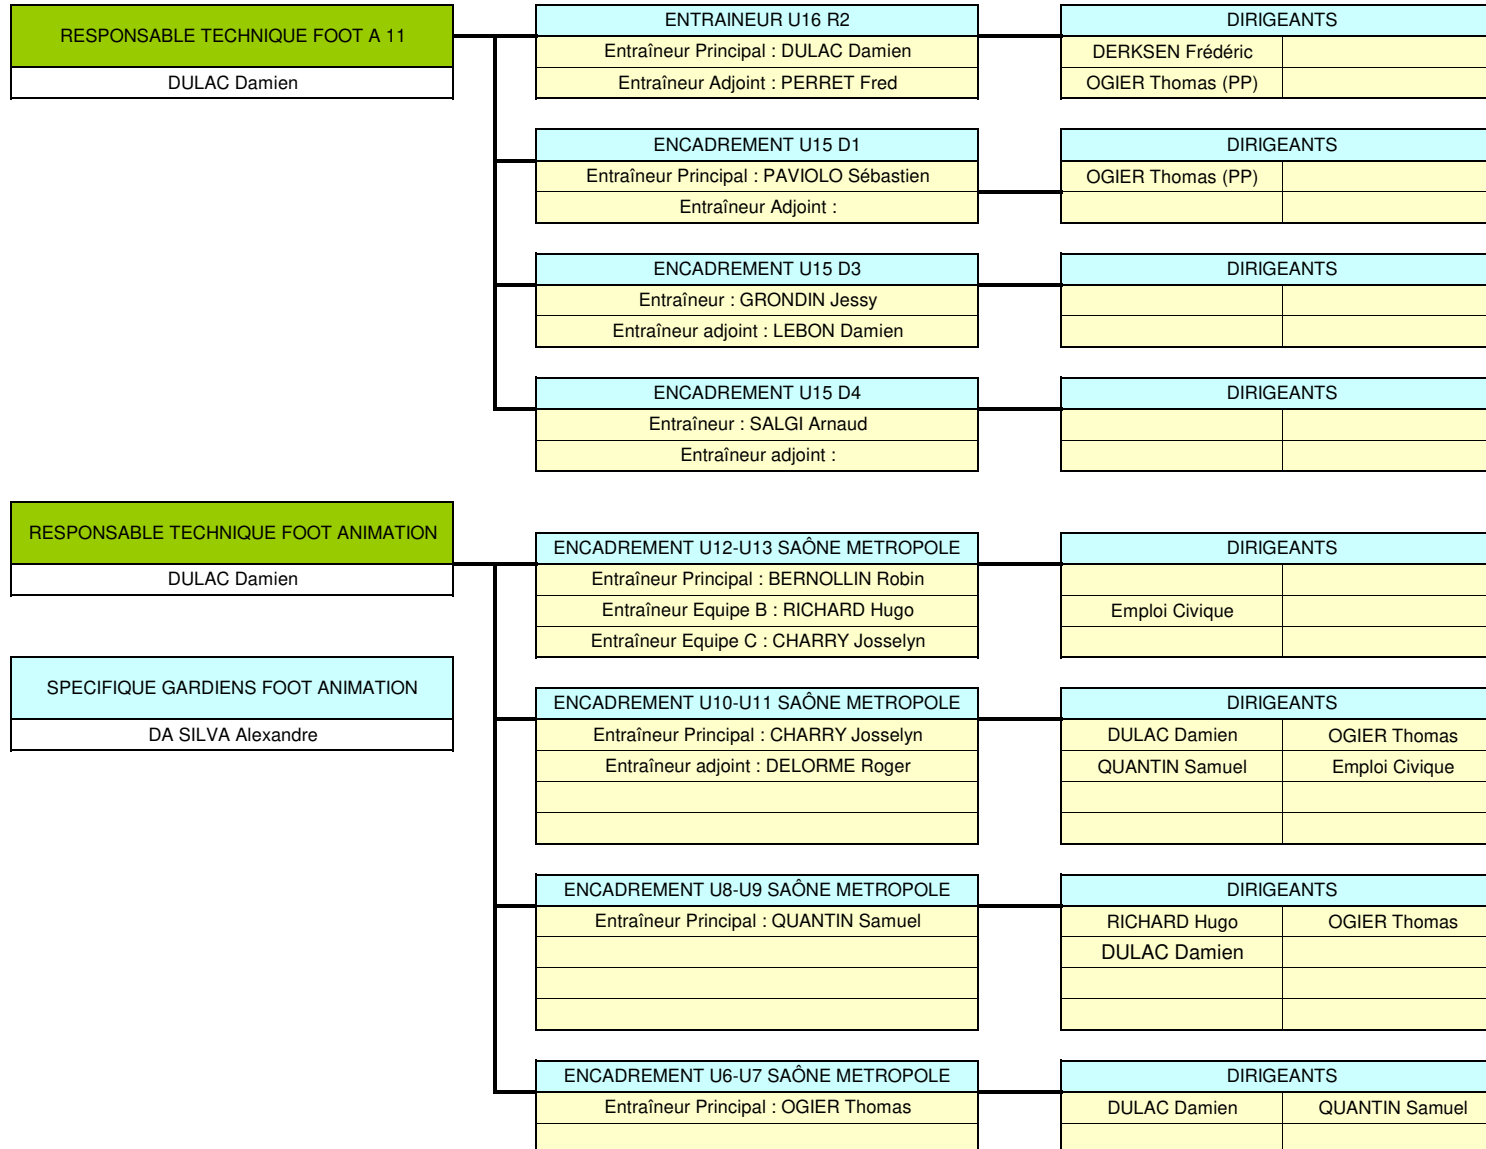 RESPONSABLE TECHNIQUE FOOT A 11
DULAC Damien
ENTRAINEUR U16 R2
Entraîneur Principal : DULAC Damien
Entraîneur Adjoint : PERRET Fred
DIRIGEANTS
DERKSEN Frédéric
OGIER Thomas (PP)
ENCADREMENT U15 D1
Entraîneur Principal : PAVIOLO Sébastien
Entraîneur Adjoint :
DIRIGEANTS
OGIER Thomas (PP)
ENCADREMENT U15 D3
Entraîneur : GRONDIN Jessy
Entraîneur adjoint : LEBON Damien
DIRIGEANTS
ENCADREMENT U15 D4
Entraîneur : SALGI Arnaud
Entraîneur adjoint :
DIRIGEANTS
RESPONSABLE TECHNIQUE FOOT ANIMATION
DULAC Damien
SPECIFIQUE GARDIENS FOOT ANIMATION
DA SILVA Alexandre
ENCADREMENT U12-U13 SAÔNE METROPOLE
Entraîneur Principal : BERNOLLIN Robin
Entraîneur Equipe B : RICHARD Hugo
Entraîneur Equipe C : CHARRY Josselyn
DIRIGEANTS
Emploi Civique
ENCADREMENT U10-U11 SAÔNE METROPOLE
Entraîneur Principal : CHARRY Josselyn
Entraîneur adjoint : DELORME Roger
DIRIGEANTS
DULAC Damien OGIER Thomas
QUANTIN Samuel Emploi Civique
ENCADREMENT U8-U9 SAÔNE METROPOLE
Entraîneur Principal : QUANTIN Samuel
DIRIGEANTS
RICHARD Hugo OGIER Thomas
DULAC Damien
ENCADREMENT U6-U7 SAÔNE METROPOLE
Entraîneur Principal : OGIER Thomas
DIRIGEANTS
DULAC Damien QUANTIN Samuel